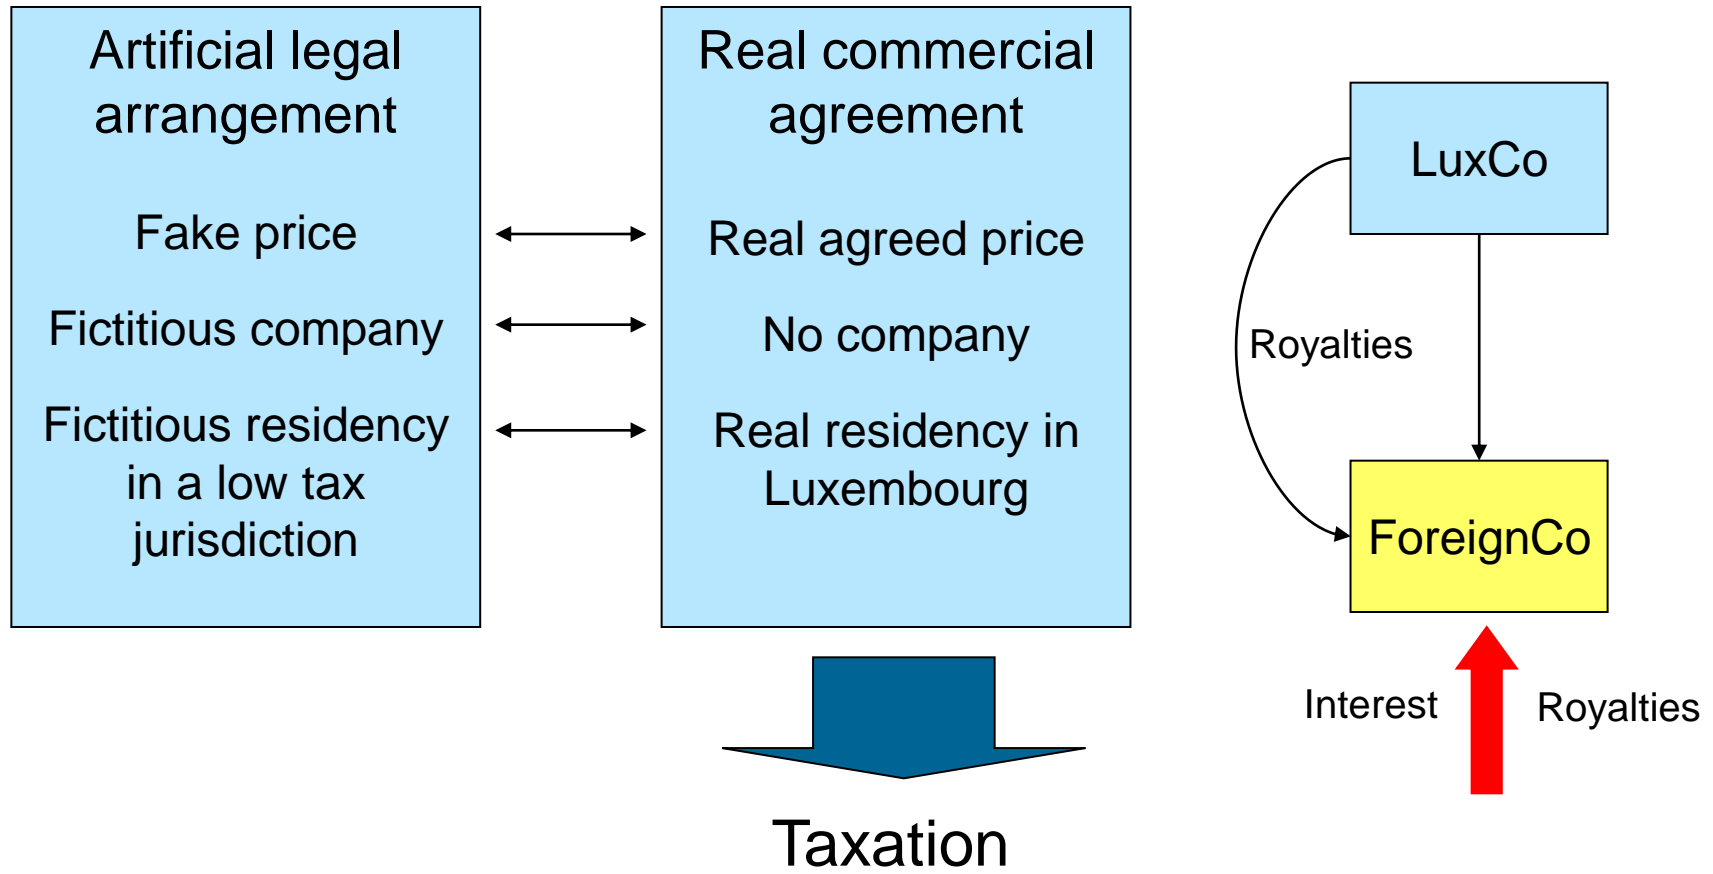 Artificial legal
arrangement
Fake price
Fictitious company
Fictitious residency
in a low tax
jurisdiction
Real commercial
agreement
Real agreed price
No company
Real residency in
Luxembourg
Taxation
LuxCo
Royalties
ForeignCo
Interest
Royalties